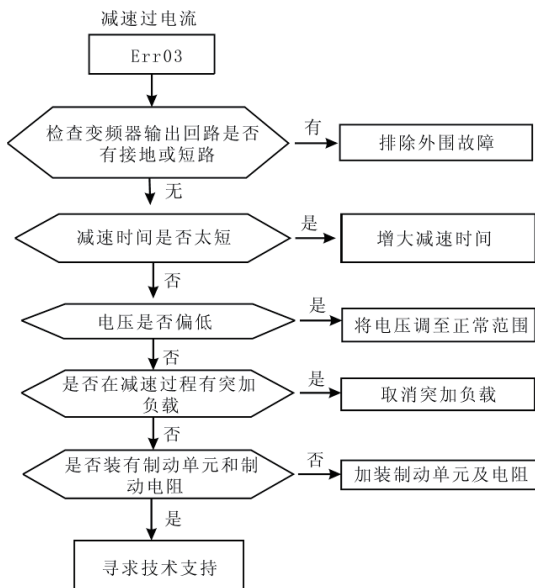 减速过电流
Err03
检查变频器输出回路是否
有接地或短路
有
排除外围故障
无
减速时间是否太短
是
增大减速时间
否
电压是否偏低
是
将电压调至正常范围
否
是否在减速过程有突加
负载
是
取消突加负载
否
是否装有制动单元和制
动电阻
否
加装制动单元及电阻
是
寻求技术支持